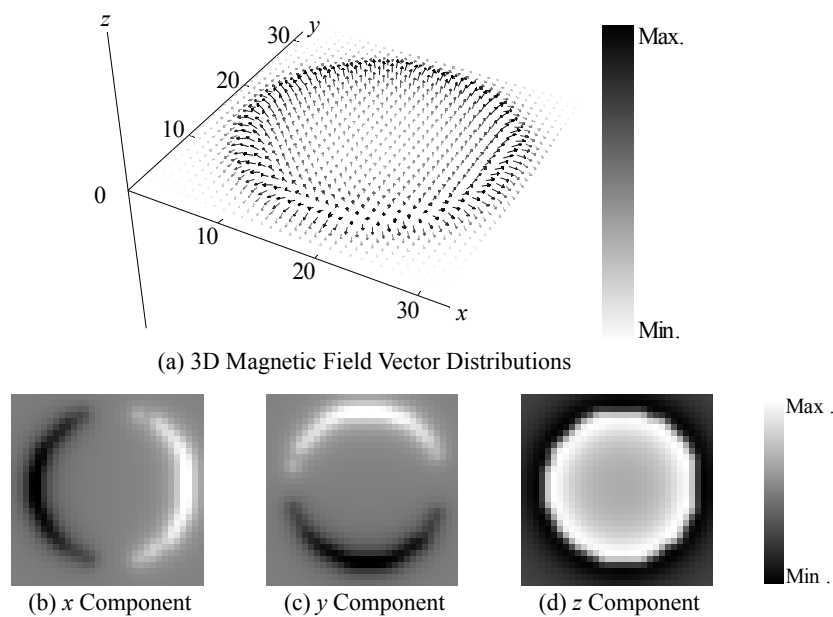 z
y
30
20
10
0
10
20
30
x
Max.
Min.
(a) 3D Magnetic Field Vector Distributions
Max .
Min .
(b) x Component
(c) y Component
(d) z Component